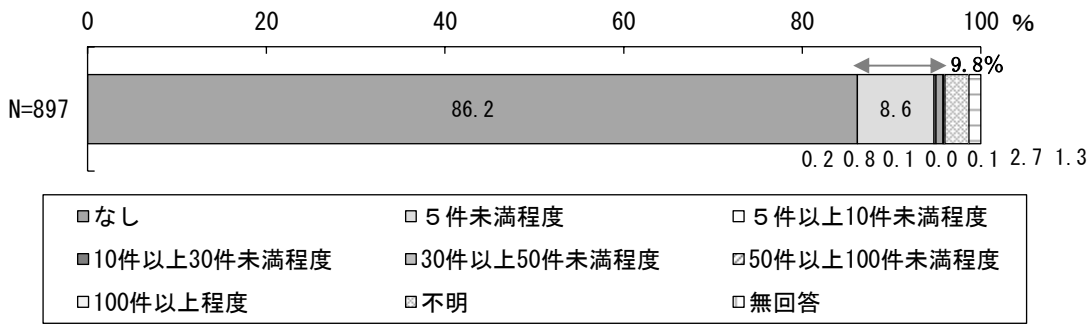 0 20 40 60 80 100 %
9.8%
N=897 86.2 8.6
0.2 0.8 0.1 0.0 0.1 2.7 1.3
なし ５件未満程度 ５件以上10件未満程度
10件以上30件未満程度 30件以上50件未満程度 50件以上100件未満程度
100件以上程度 不明 無回答